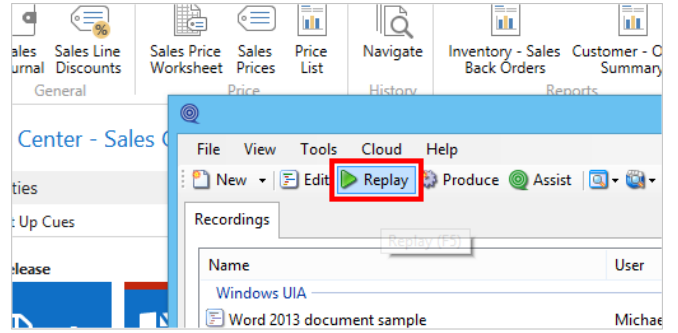 ales Sales Line Sales Price Sales Price Navigate Inventory - Sales Customer - O
urnal Discounts Worksheet Prices List Back Orders Summary
General Price History Reports
Center - Sales
File View Tools Cloud Help
New Edit Replay Produce Assist
ties
t Up Cues
Recordings
Replay (F5)
elease
Name User
Windows UIA
Word 2013 document sample Michae